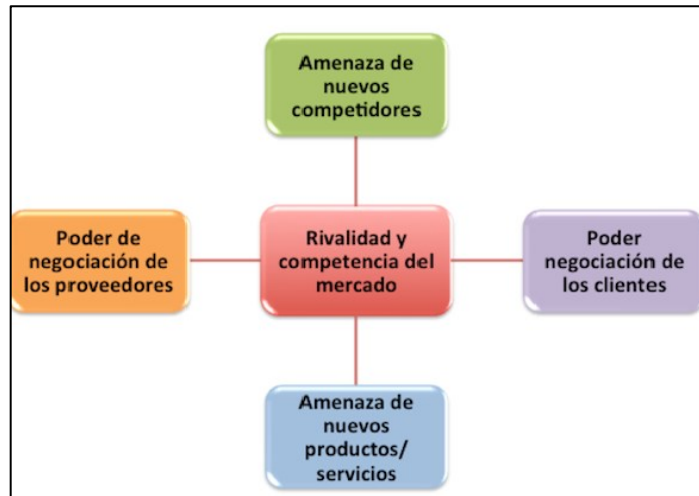 Amenaza de
nuevos
competidores
Poder de
negociación de
los proveedores
Rivalidad y
competencia del
mercado
Poder
negociación de
los clientes
Amenaza de
nuevos
productos/
servicios